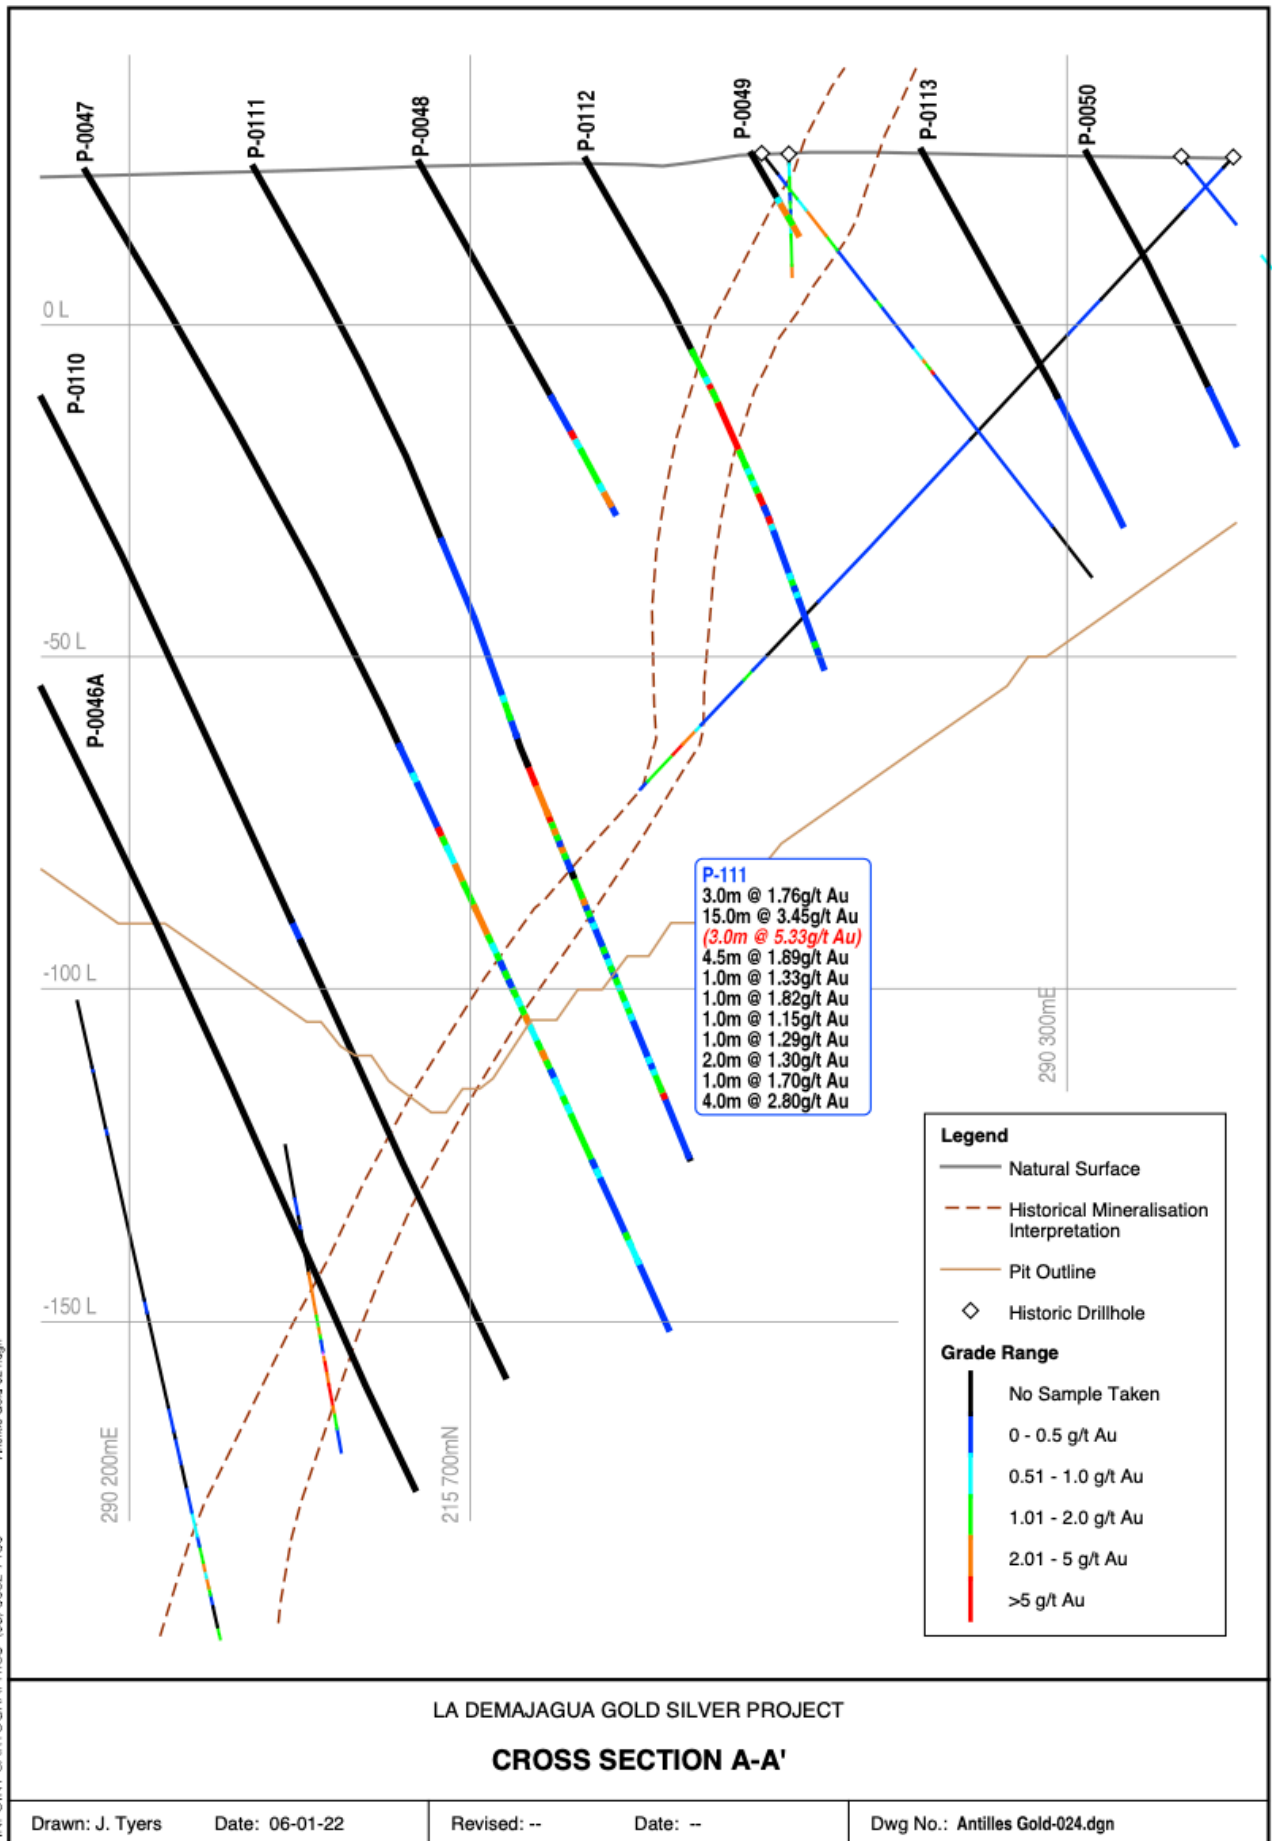 P-0047
P-0111
P-0048
P-0112
P-0049
P-0113
P-0050
0 L
P-0110
-50 L
P-0046A
P-111
3.0m @ 1.76g/t Au
15.0m @ 3.45g/t Au
(3.0m @ 5.33g/t Au)
4.5m @ 1.89g/t Au
1.0m @ 1.33g/t Au
1.0m @ 1.82g/t Au
1.0m @ 1.15g/t Au
1.0m @ 1.29g/t Au
2.0m @ 1.30g/t Au
1.0m @ 1.70g/t Au
4.0m @ 2.80g/t Au
-100 L
290 300mE
-150 L
290 200mE
215 700mN
Legend
Natural Surface
Historical Mineralisation
Interpretation
Pit Outline
Historic Drillhole
Grade Range
No Sample Taken
0 - 0.5 g/t Au
0.51 - 1.0 g/t Au
1.01 - 2.0 g/t Au
2.01 - 5 g/t Au
>5 g/t Au
LA DEMAJAGUA GOLD SILVER PROJECT
CROSS SECTION A-A'
Drawn: J. Tyers Date: 06-01-22 Revised: -- Date: -- Dwg No.: Antilles Gold-024.dgn